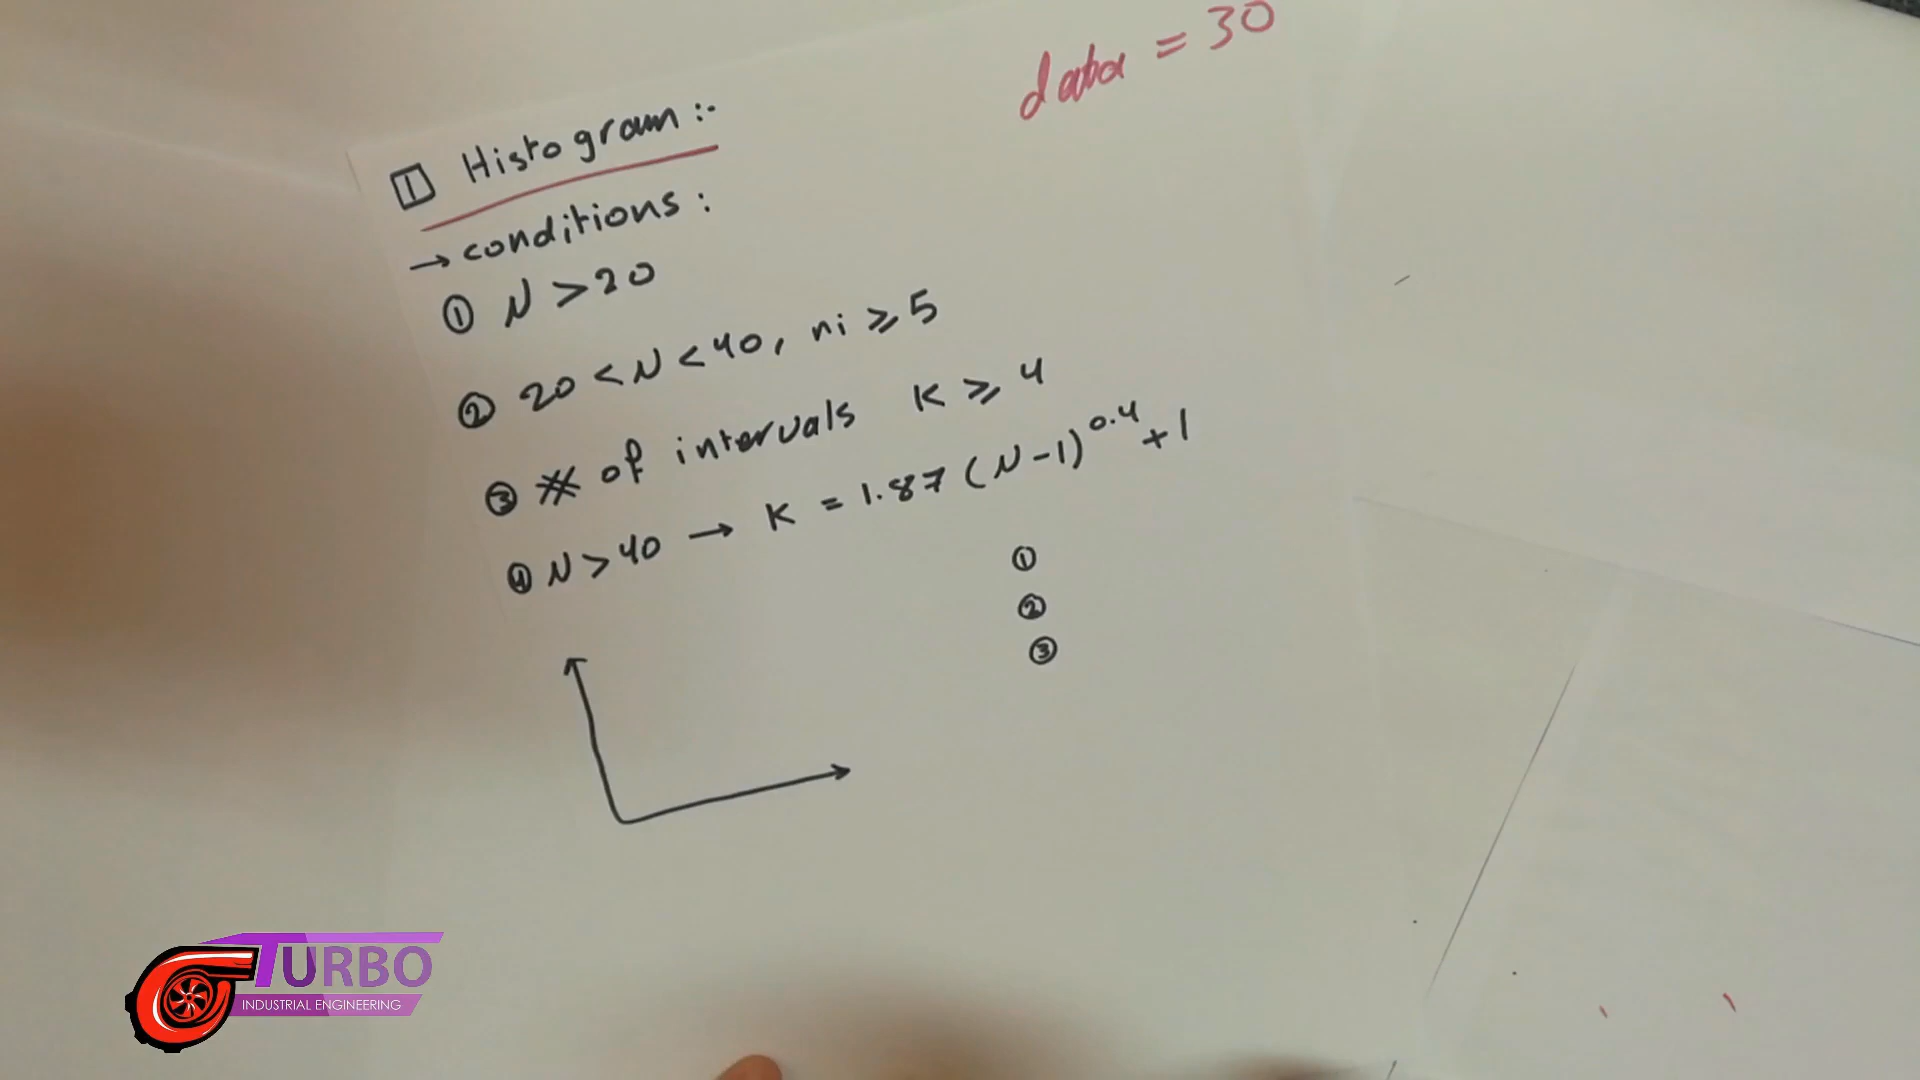 data = 30
1 Histogram :-
→ conditions :
① N > 20
② 20 < N < 40, ni ≥ 5
③ # of intervals K ≥ 4
④ N > 40 → K = 1.87 (N - 1)^0.4 + 1
①
②
③
TURBO
INDUSTRIAL ENGINEERING